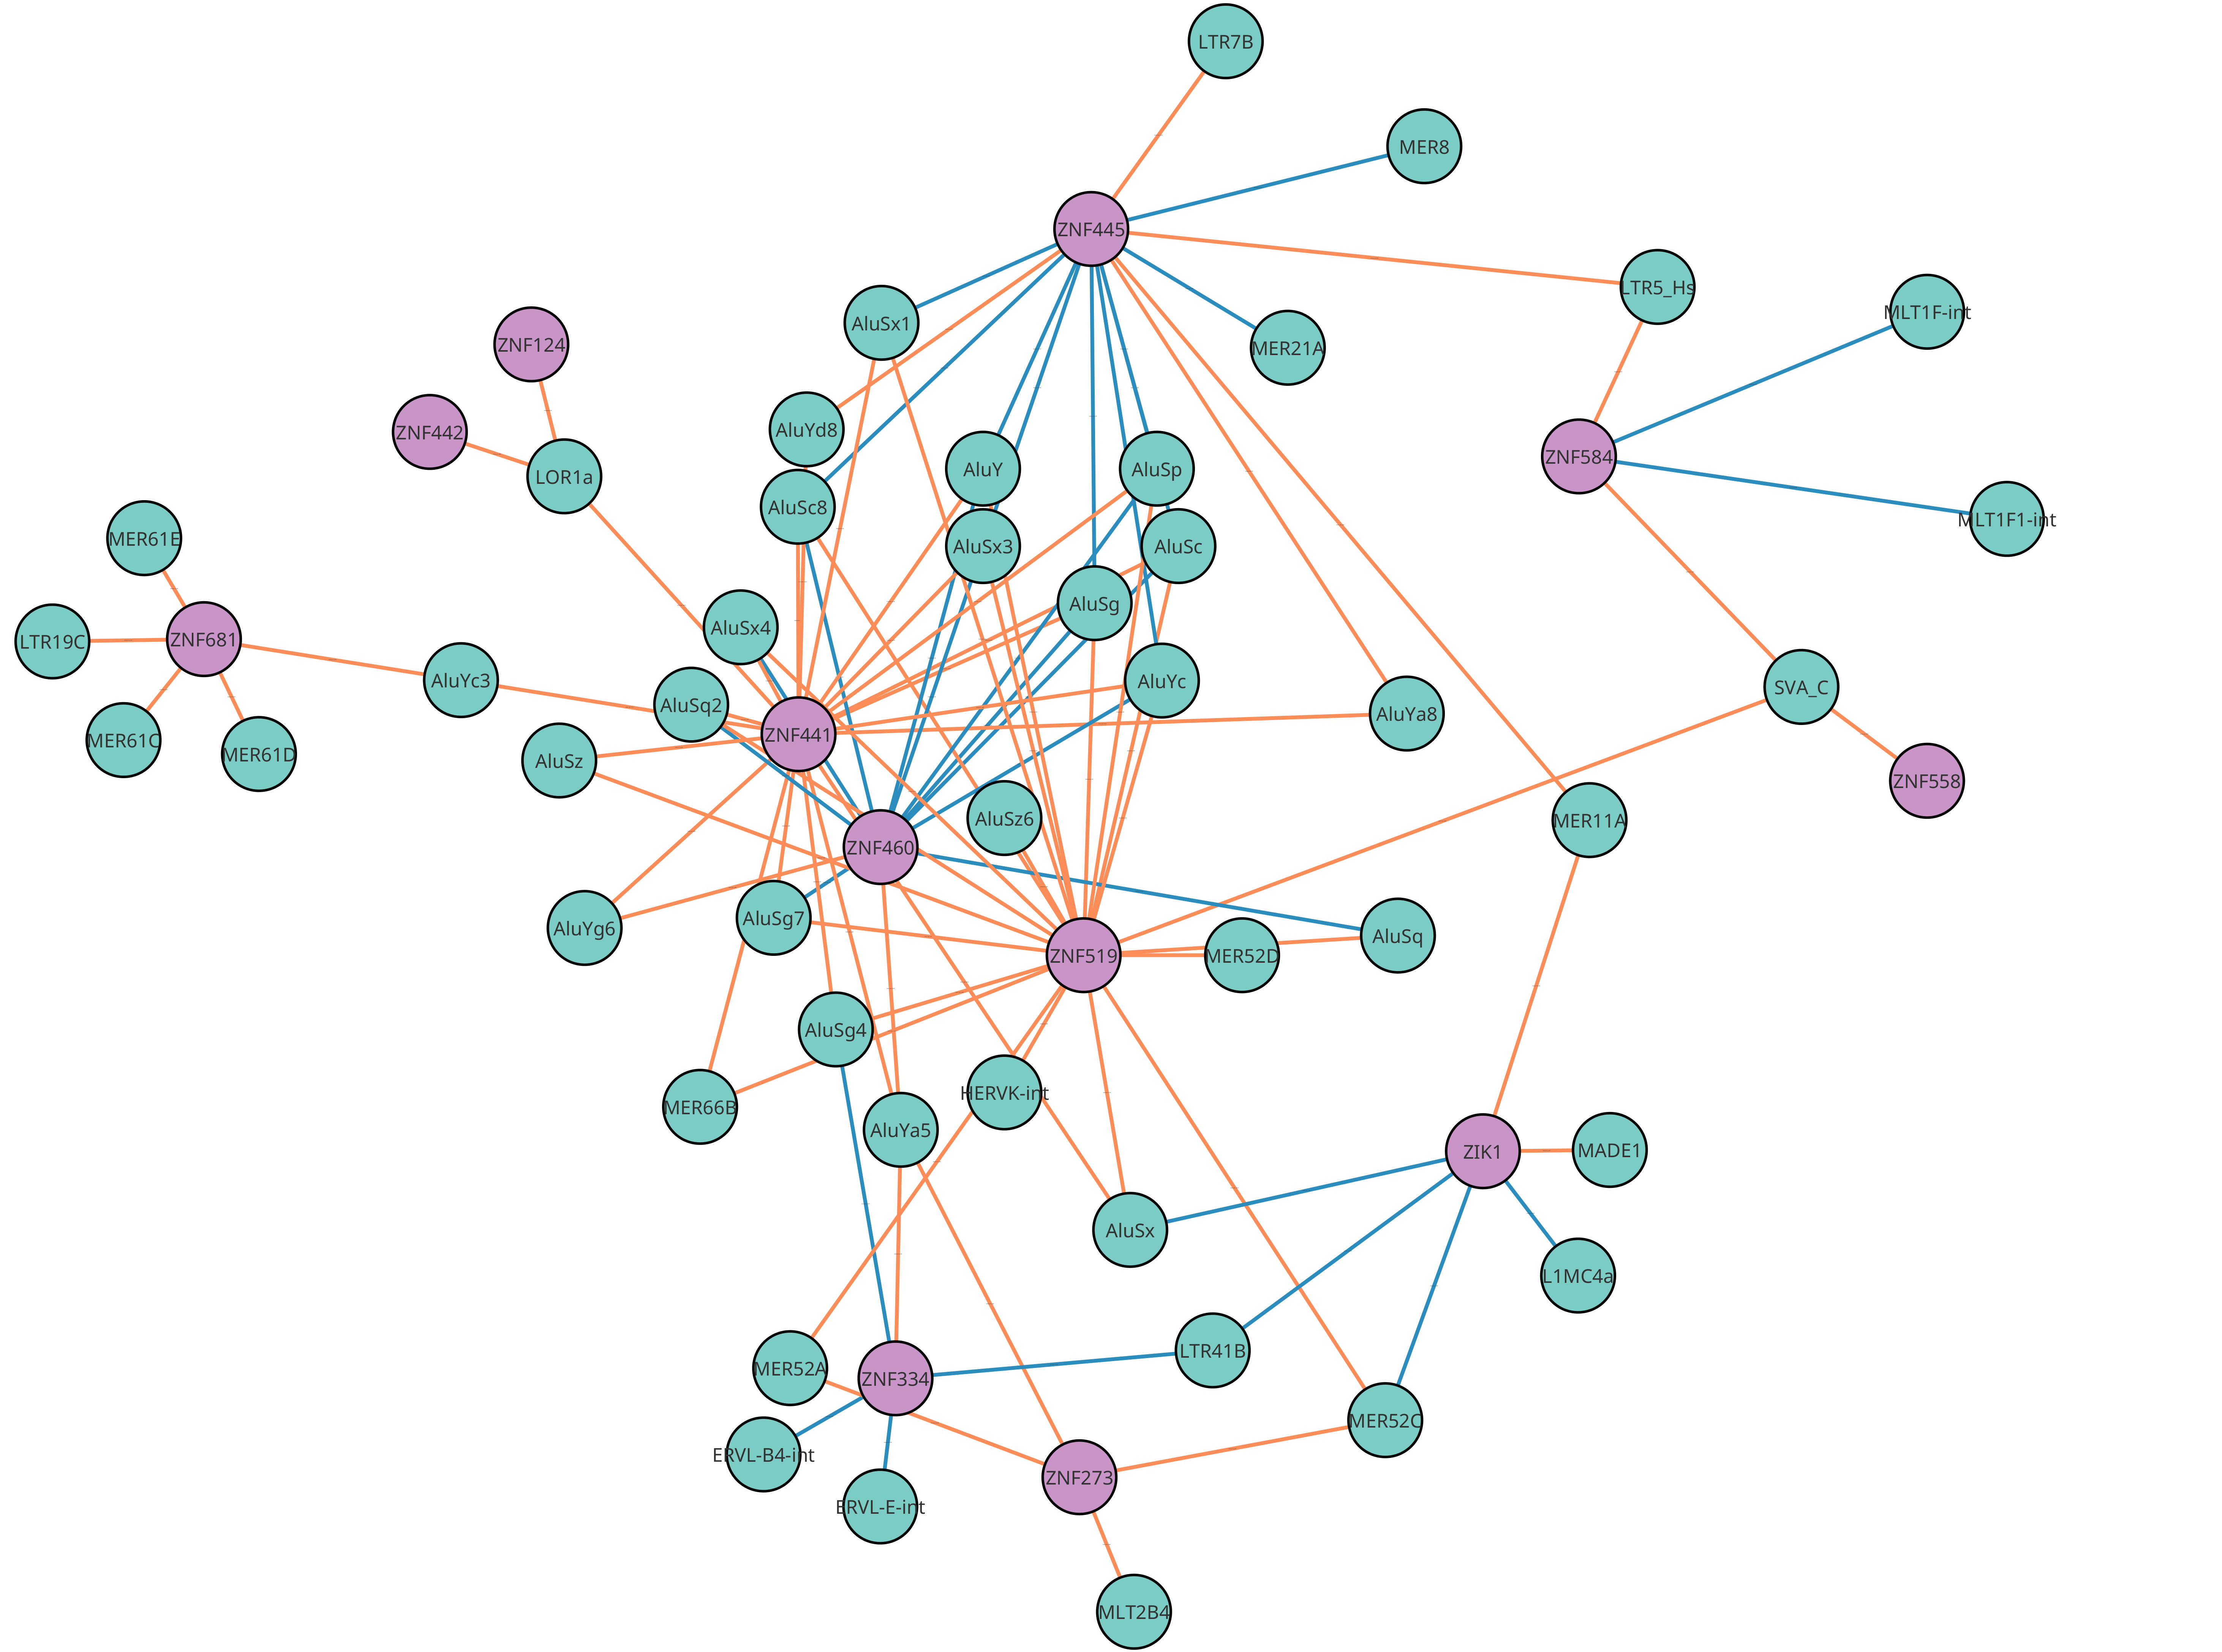 LTR7B
MER8
ZNF445
LTR5_Hs
MLT1F-int
AluSx1
ZNF124
MER21A
ZNF442
AluYd8
ZNF584
AluY
AluSp
LOR1a
AluSc8
MLT1F1-int
MER61E
AluSx3
AluSc
AluSg
AluSx4
LTR19C
ZNF681
AluYc3
AluYc
SVA_C
AluSq2
AluYa8
ZNF441
MER61C
MER61D
AluSz
ZNF558
AluSz6
MER11A
ZNF460
AluSg7
AluYg6
AluSq
ZNF519
MER52D
AluSg4
HERVK-int
MER66B
AluYa5
ZIK1
MADE1
AluSx
L1MC4a
LTR41B
MER52A
ZNF334
MER52C
ERVL-B4-int
ZNF273
ERVL-E-int
MLT2B4